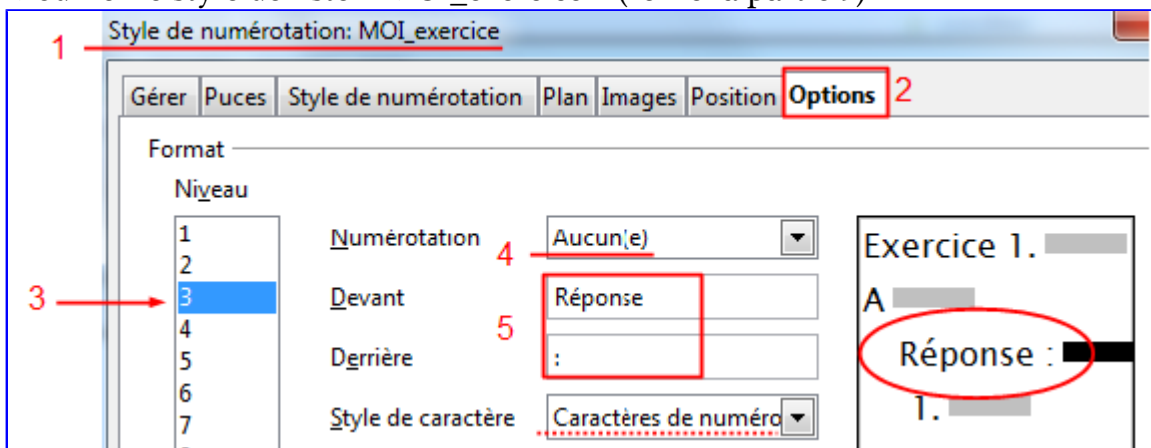 1 Style de numérotation: MOI_exercice
Gérer Puces Style de numérotation Plan Images Position Options 2
Format
Niveau
1
2
3
4
5
6
7
3
Numérotation 4 Aucun(e)
Devant Réponse
5
Derrière :
Style de caractère Caractères de numéro
Exercice 1.
A
Réponse :
1.